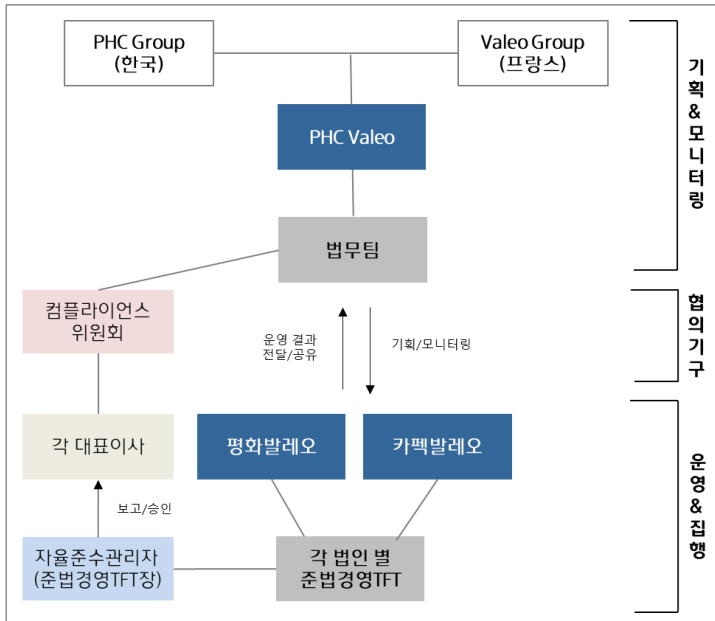 PHC Group
(한국)
Valeo Group
(프랑스)
PHC Valeo
법무팀
기획&모니터링
컴플라이언스
위원회
운영 결과
전달/공유
기획/모니터링
협의기구
각 대표이사
평화발레오
카펙발레오
보고/승인
자율준수관리자
(준법경영TFT장)
각 법인 별
준법경영TFT
운영&집행